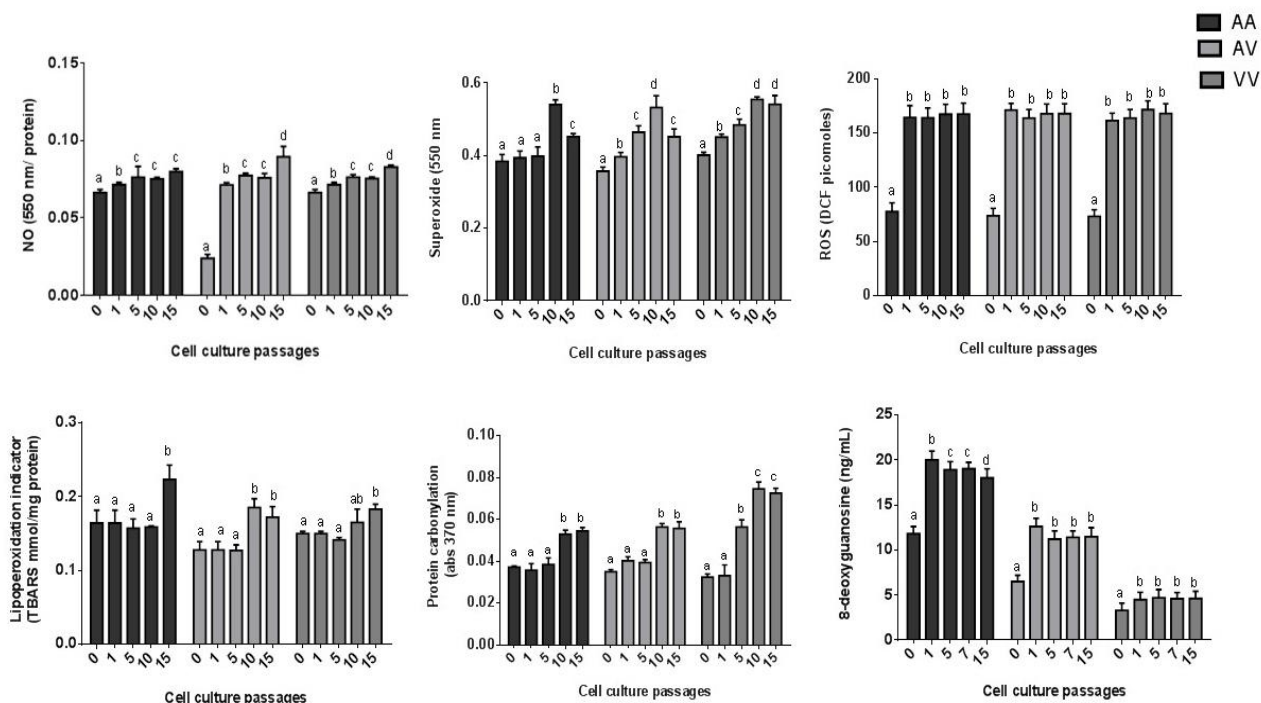 AA
AV
VV
NO (550 nm/ protein)
0.15
0.10
0.05
0.00
a b c c c a b c c d a b c c d
0 1 5 10 15 0 1 5 10 15 0 1 5 10 15
Cell culture passages
Superoxide (550 nm)
0.6
0.4
0.2
0.0
a a a b c a b c d c a b c d d
0 1 5 10 15 0 1 5 10 15 0 1 5 10 15
Cell culture passages
ROS (DCF picomoles)
200
150
100
50
0
a b b b b a b b b b a b b b b
0 1 5 10 15 0 1 5 10 15 0 1 5 10 15
Cell culture passages
Lipoperoxidation indicator
(TBARS mmol/mg protein)
0.3
0.2
0.1
0.0
a a a a b a a a b b a a a ab b
0 1 5 10 15 0 1 5 10 15 0 1 5 10 15
Cell culture passages
Protein carbonylation
(abs 370 nm)
0.10
0.08
0.06
0.04
0.02
0.00
a a a b b a a a b b a a b c c
0 1 5 10 15 0 1 5 10 15 0 1 5 10 15
Cell culture passages
8-deoxy guanosine (ng/mL)
25
20
15
10
5
0
a b c c d a b b b b a b b b b
0 1 5 7 15 0 1 5 7 15 0 1 5 7 15
Cell culture passages